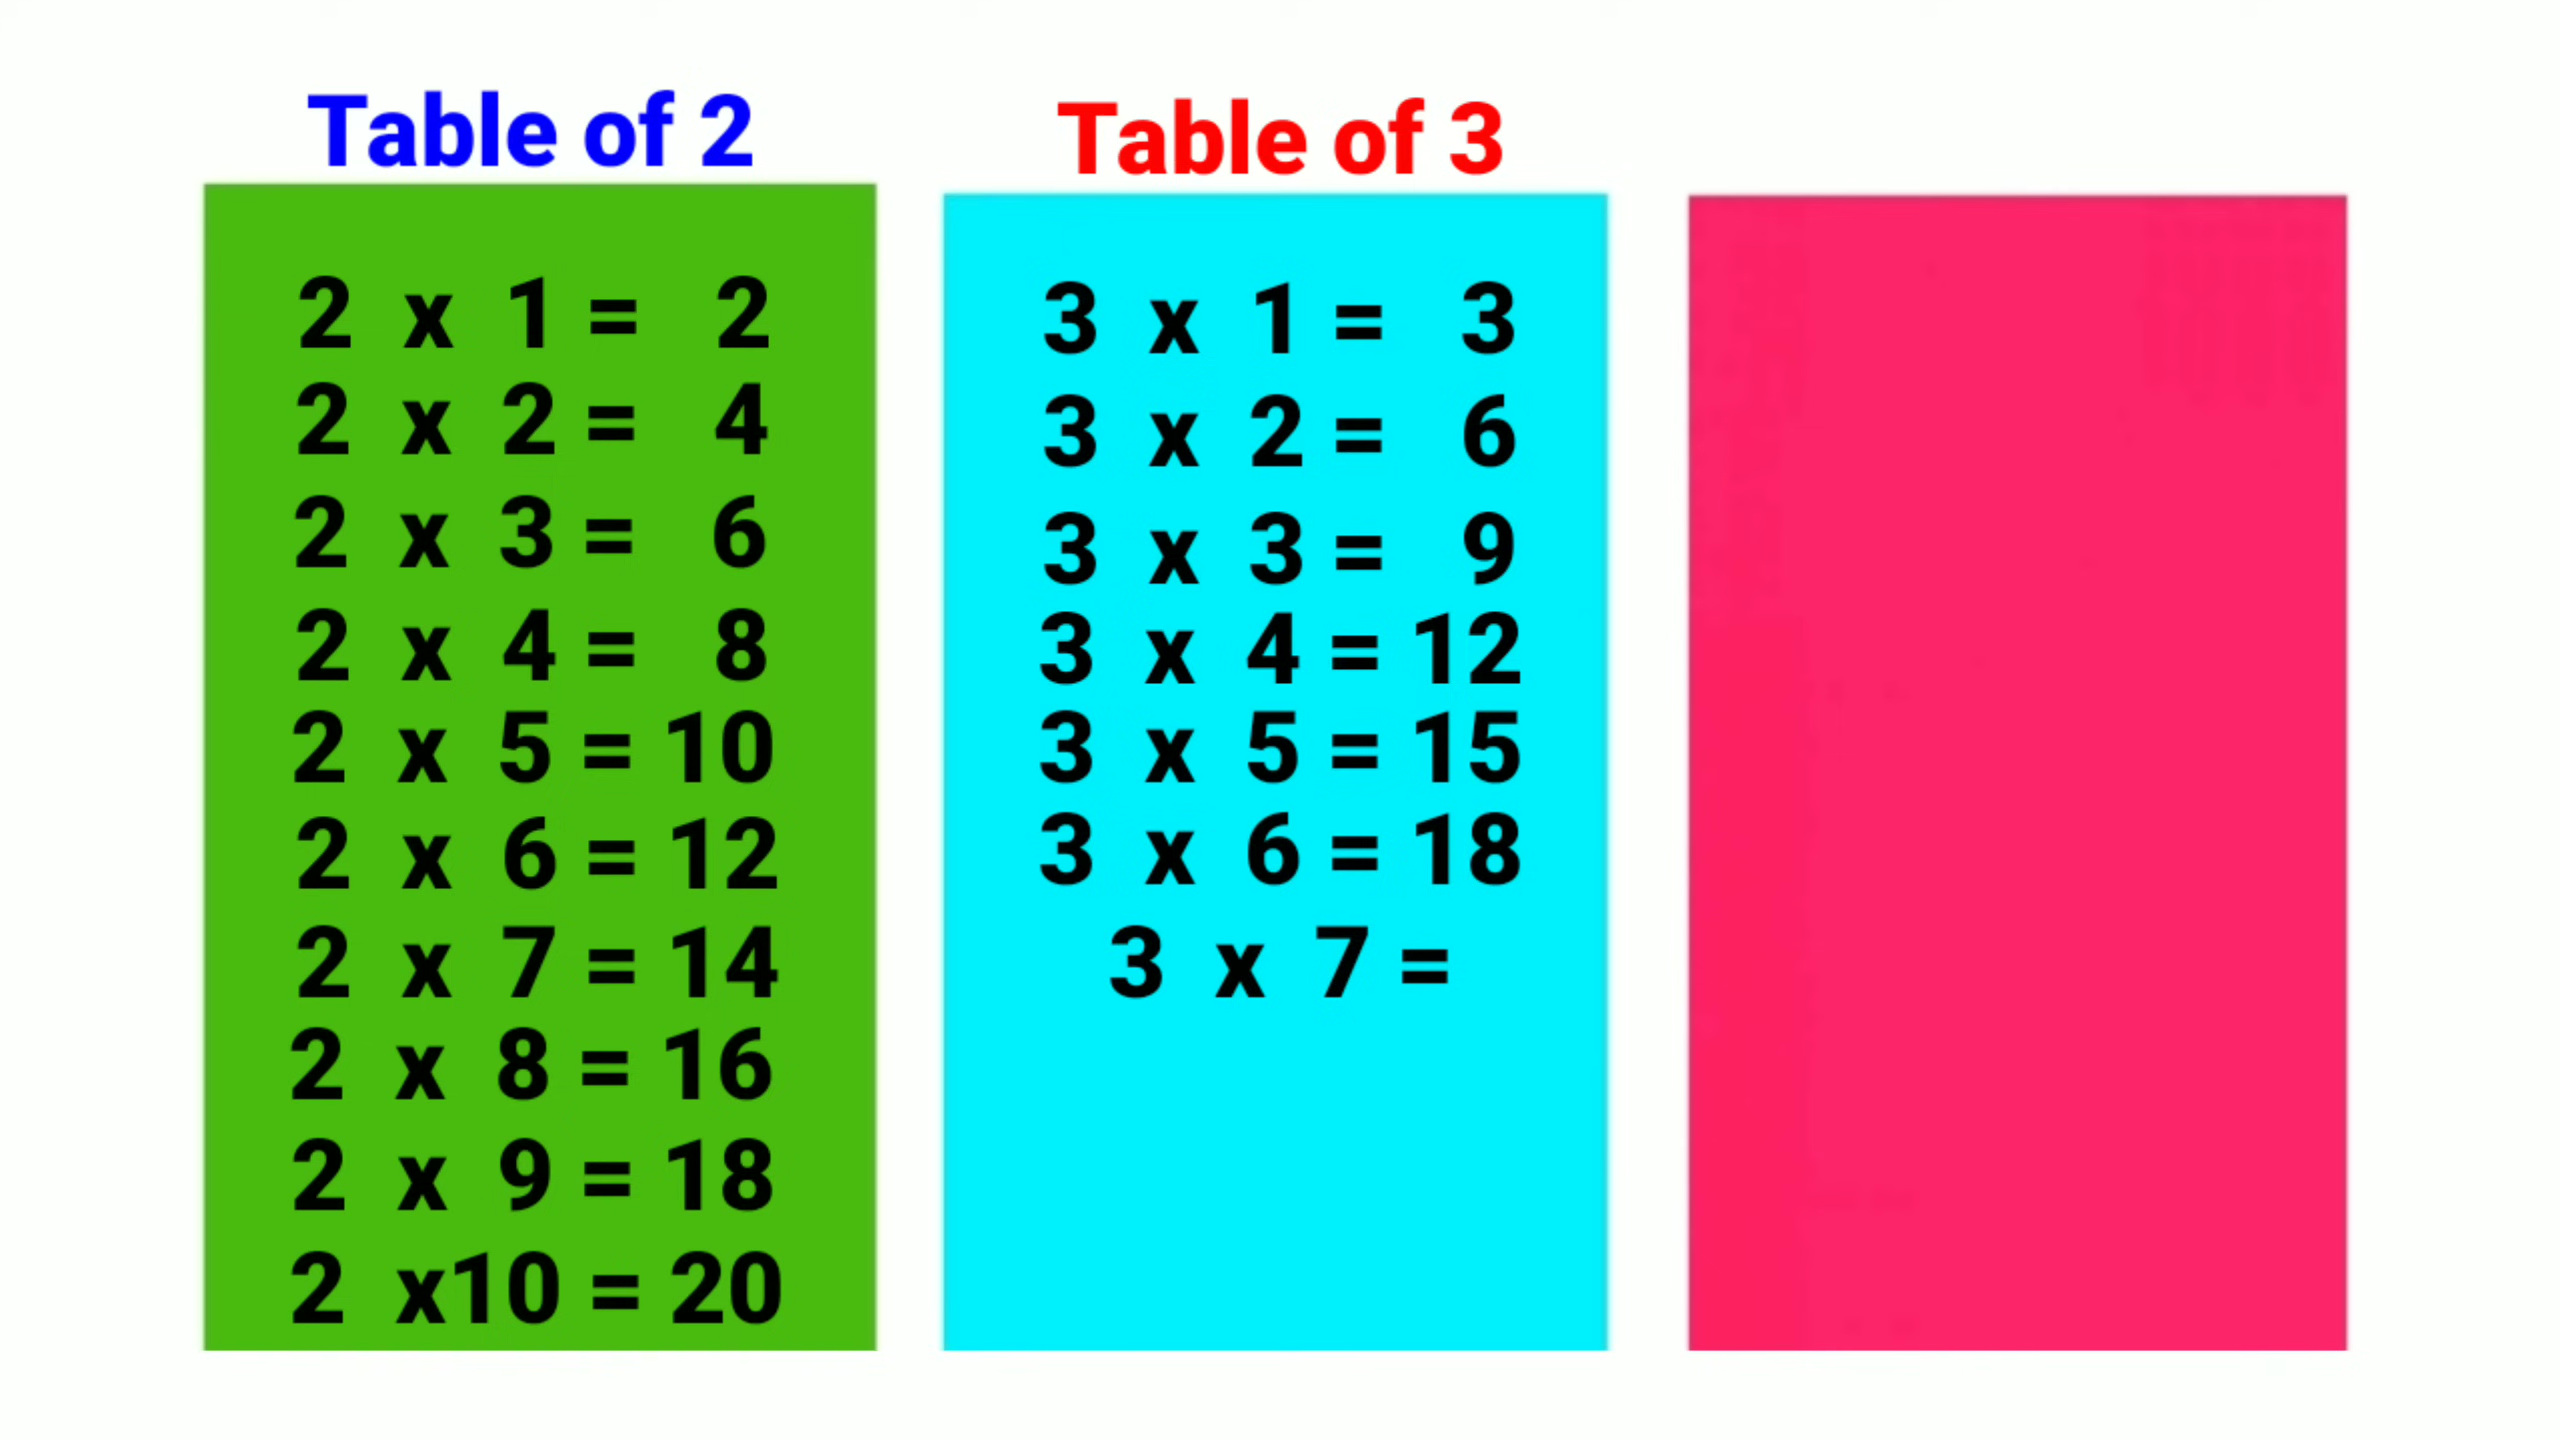 Table of 2
2 x 1 = 2
2 x 2 = 4
2 x 3 = 6
2 x 4 = 8
2 x 5 = 10
2 x 6 = 12
2 x 7 = 14
2 x 8 = 16
2 x 9 = 18
2 x10 = 20
Table of 3
3 x 1 = 3
3 x 2 = 6
3 x 3 = 9
3 x 4 = 12
3 x 5 = 15
3 x 6 = 18
3 x 7 =